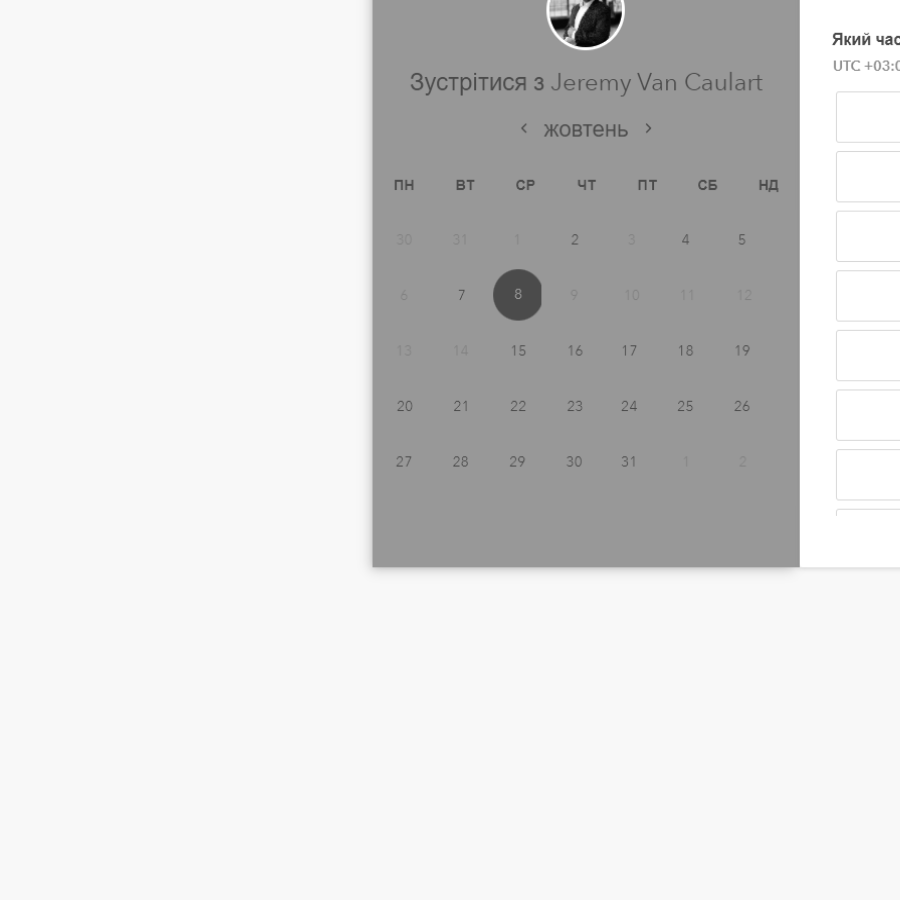 Зустрітися з Jeremy Van Caulart
жовтень
ПН ВТ СР ЧТ ПТ СБ НД
30 31 1 2 3 4 5
6 7 8 9 10 11 12
13 14 15 16 17 18 19
20 21 22 23 24 25 26
27 28 29 30 31 1 2
Який час
UTC +03:0